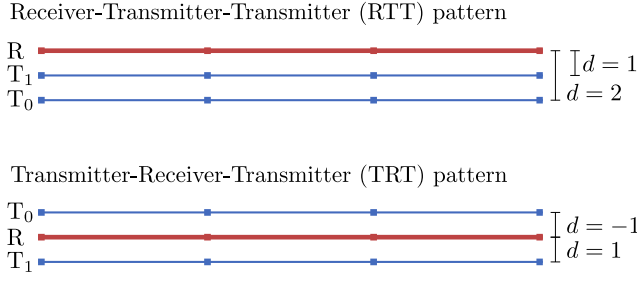 Receiver-Transmitter-Transmitter (RTT) pattern
R
T₁
T₀
d = 1
d = 2
Transmitter-Receiver-Transmitter (TRT) pattern
T₀
R
T₁
d = −1
d = 1